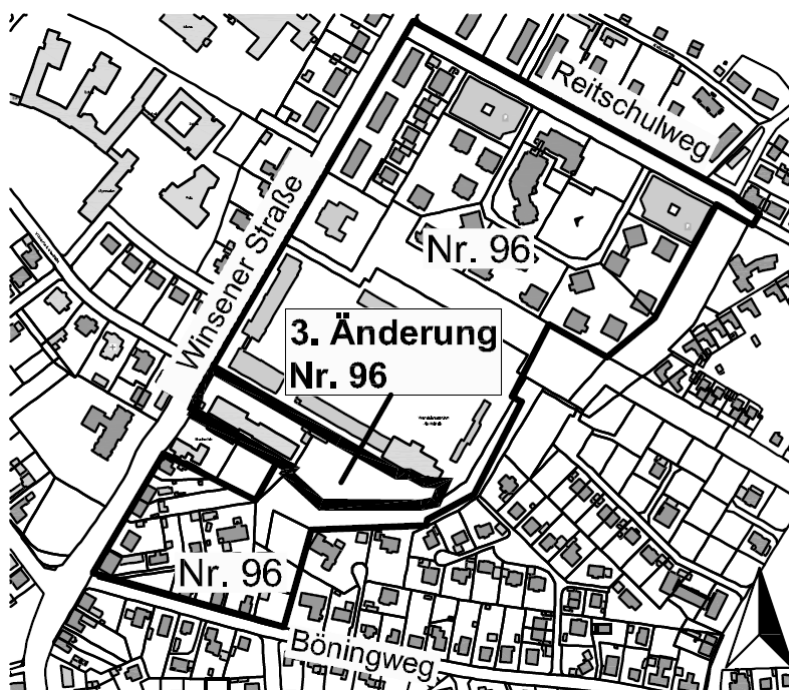 Reitschulweg
Winsener Straße
Nr. 96
3. Änderung
Nr. 96
Nr. 96
Böningweg